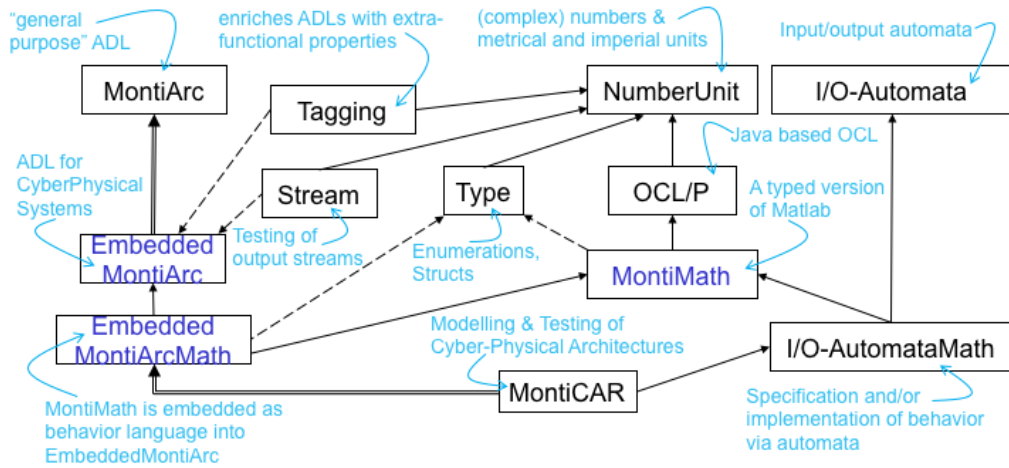 “general
purpose” ADL
enriches ADLs with extra-
functional properties
(complex) numbers &
metrical and imperial units
Input/output automata
MontiArc
Tagging
NumberUnit
I/O-Automata
Java based OCL
ADL for
CyberPhysical
Systems
Stream
Type
OCL/P
A typed version
of Matlab
Testing of
output streams
Enumerations,
Structs
Embedded
MontiArc
MontiMath
Embedded
MontiArcMath
Modelling & Testing of
Cyber-Physical Architectures
I/O-AutomataMath
MontiCAR
MontiMath is embedded as
behavior language into
EmbeddedMontiArc
Specification and/or
implementation of behavior
via automata